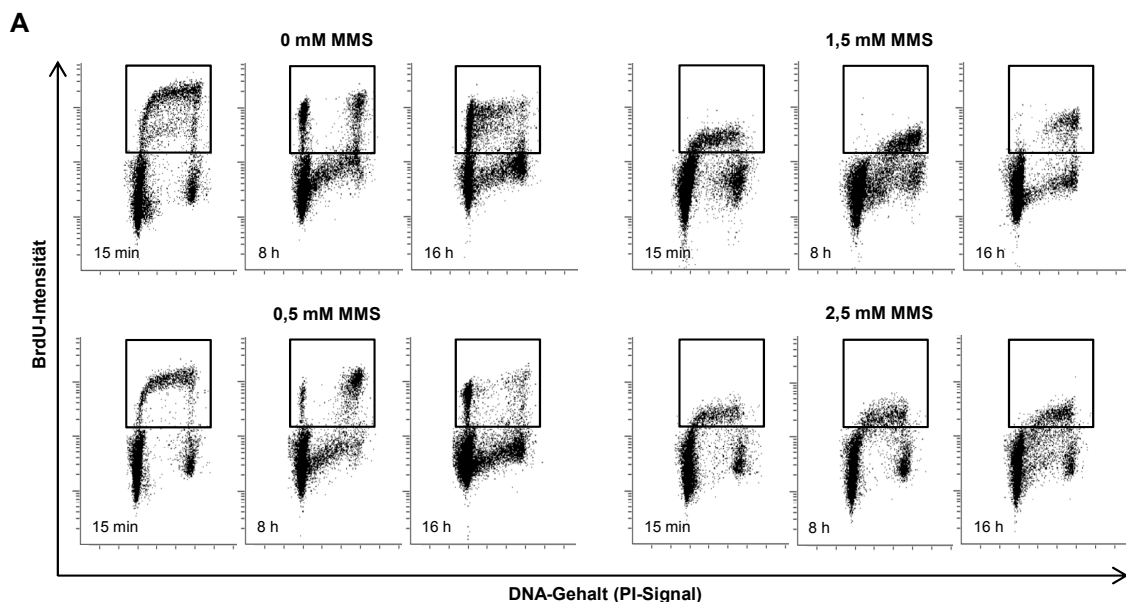 A
0 mM MMS
1,5 mM MMS
15 min
8 h
16 h
15 min
8 h
16 h
0,5 mM MMS
2,5 mM MMS
15 min
8 h
16 h
15 min
8 h
16 h
BrdU-Intensität
DNA-Gehalt (PI-Signal)